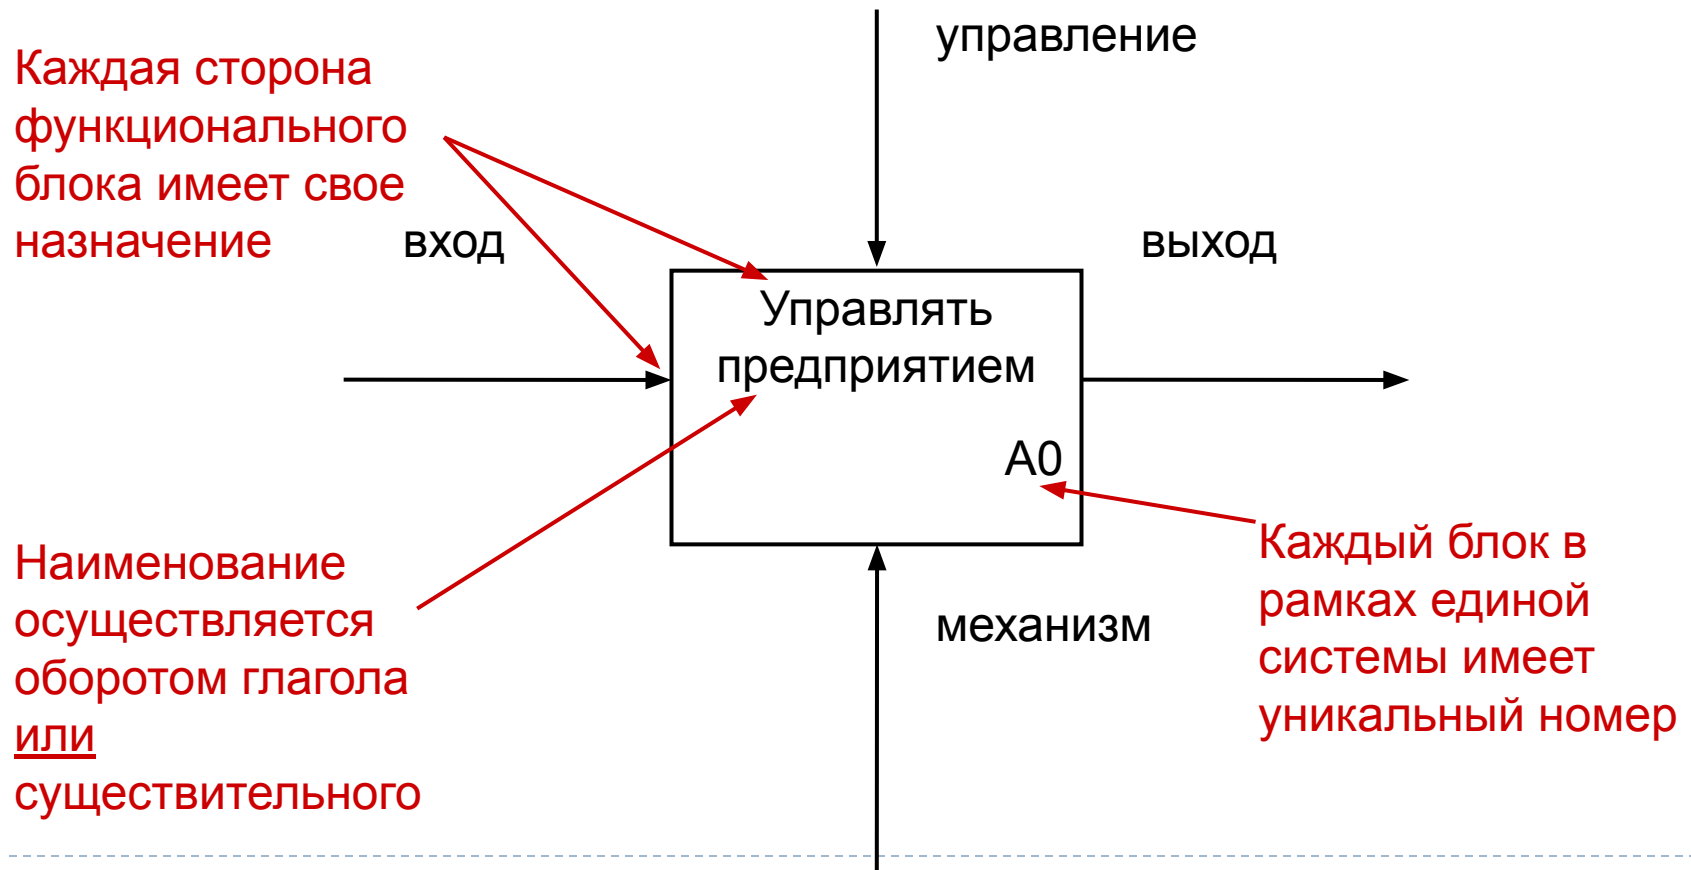 управление
Каждая сторона
функционального
блока имеет свое
назначение
вход
выход
Управлять
предприятием
А0
Наименование
осуществляется
оборотом глагола
или
существительного
механизм
Каждый блок в
рамках единой
системы имеет
уникальный номер